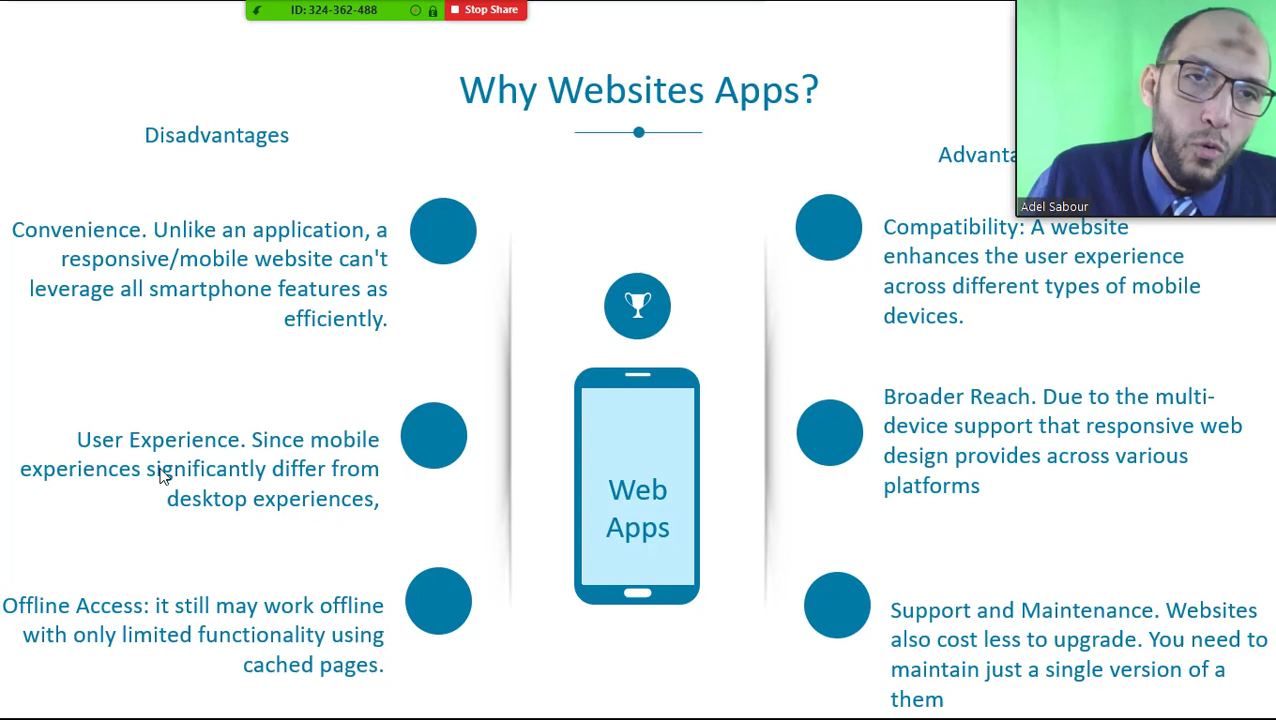 ID: 324-362-488
Stop Share
Why Websites Apps?
Disadvantages
Convenience. Unlike an application, a
responsive/mobile website can't
leverage all smartphone features as
efficiently.
User Experience. Since mobile
experiences significantly differ from
desktop experiences,
Offline Access: it still may work offline
with only limited functionality using
cached pages.
Web
Apps
Adel Sabour
Compatibility: A website
enhances the user experience
across different types of mobile
devices.
Broader Reach. Due to the multi-
device support that responsive web
design provides across various
platforms
Support and Maintenance. Websites
also cost less to upgrade. You need to
maintain just a single version of a
them